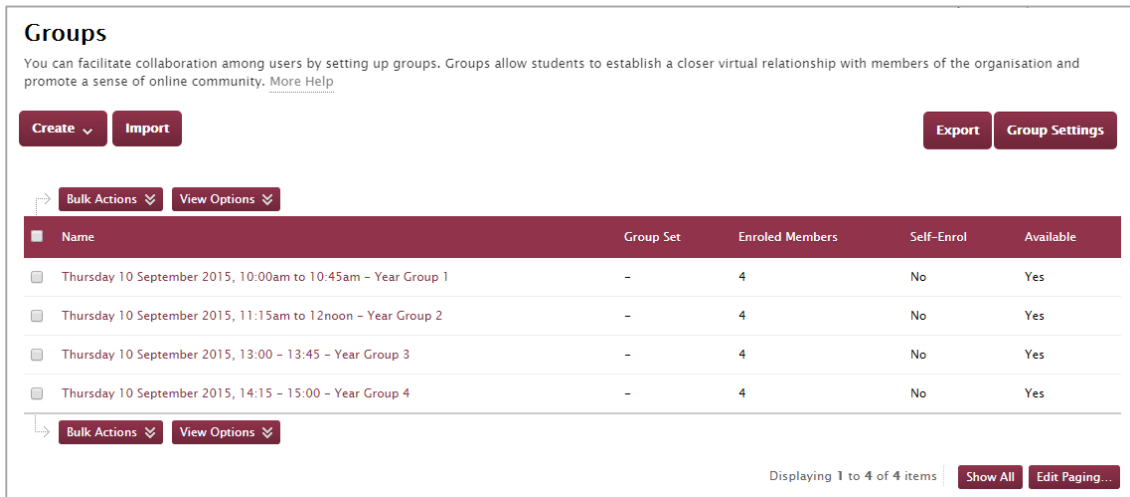 Groups
You can facilitate collaboration among users by setting up groups. Groups allow students to establish a closer virtual relationship with members of the organisation and
promote a sense of online community. More Help
Create Import Export Group Settings
Bulk Actions View Options
Name Group Set Enroled Members Self-Enrol Available
Thursday 10 September 2015, 10:00am to 10:45am – Year Group 1 – 4 No Yes
Thursday 10 September 2015, 11:15am to 12noon – Year Group 2 – 4 No Yes
Thursday 10 September 2015, 13:00 – 13:45 – Year Group 3 – 4 No Yes
Thursday 10 September 2015, 14:15 – 15:00 – Year Group 4 – 4 No Yes
Bulk Actions View Options
Displaying 1 to 4 of 4 items Show All Edit Paging...